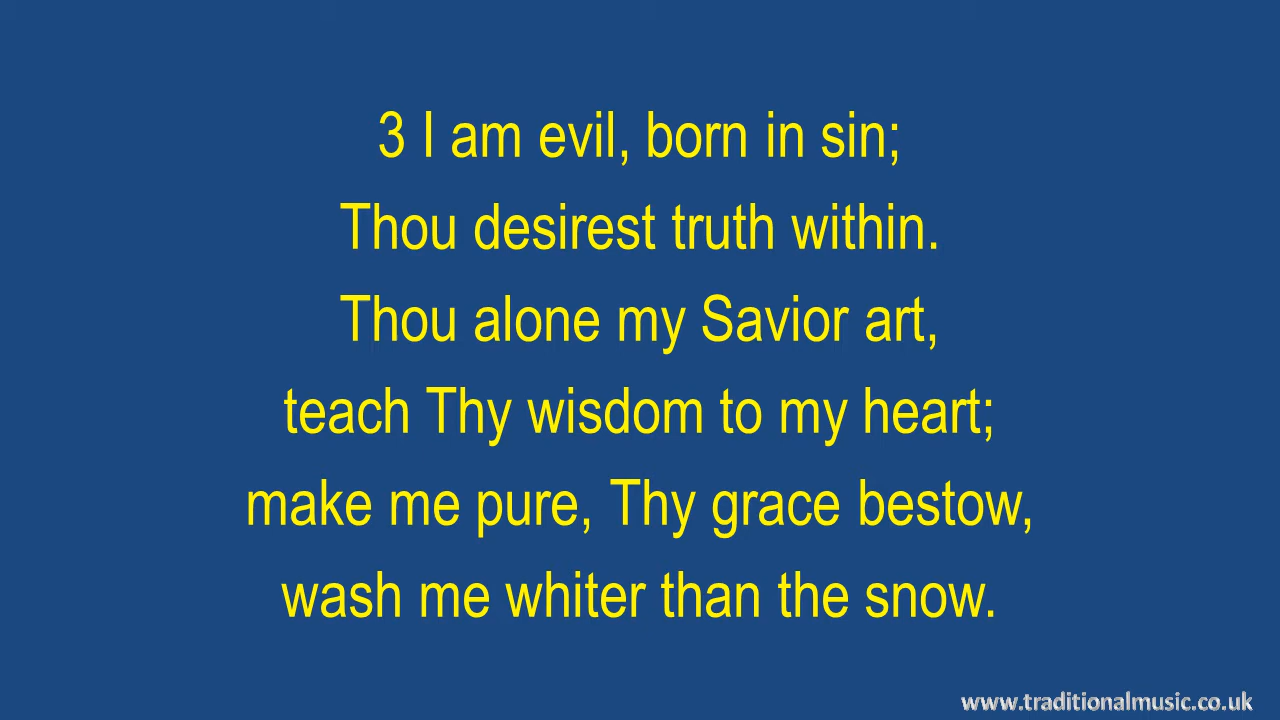 3 I am evil, born in sin;
Thou desirest truth within.
Thou alone my Savior art,
teach Thy wisdom to my heart;
make me pure, Thy grace bestow,
wash me whiter than the snow.
www.traditionalmusic.co.uk